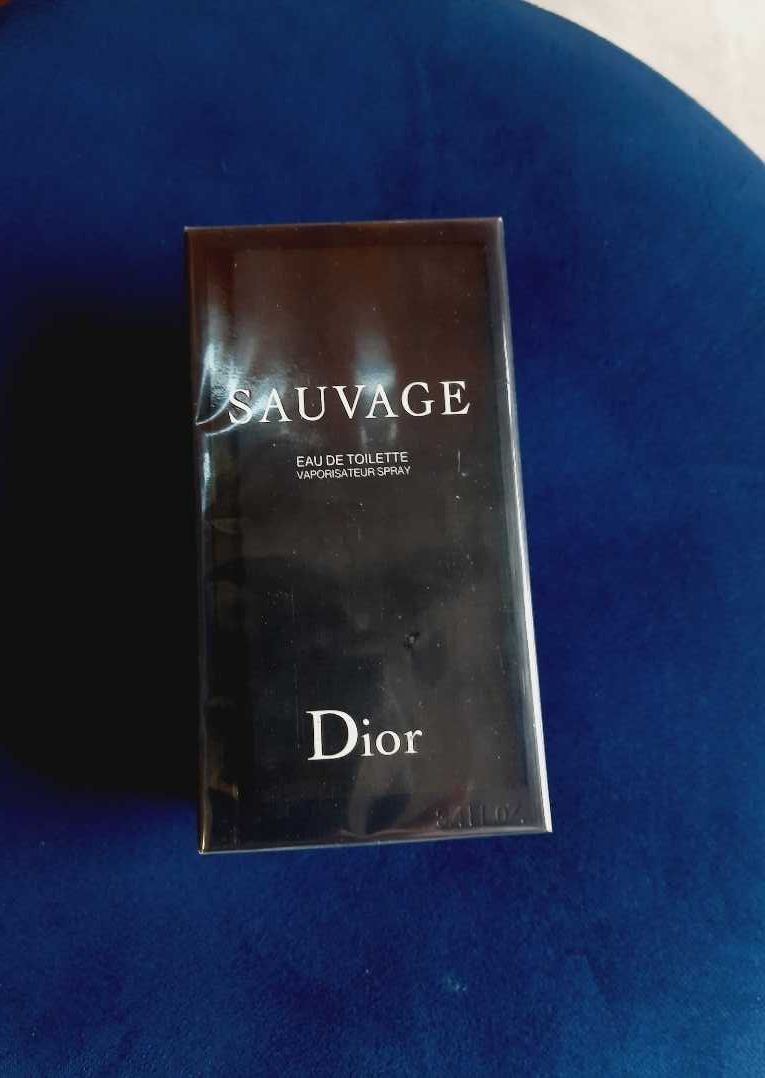 SAUVAGE
EAU DE TOILETTE
VAPORISATEUR SPRAY
Dior